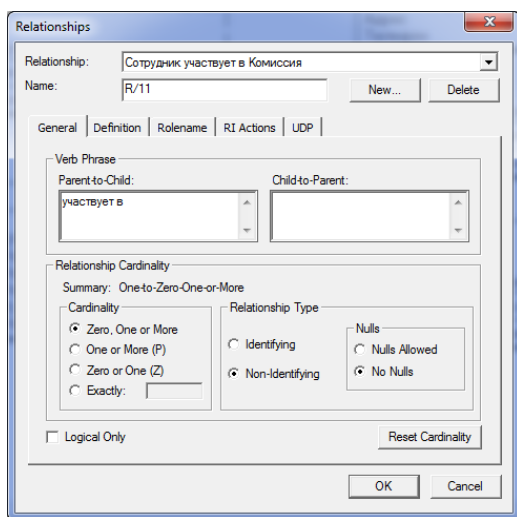 Relationships
Relationship: Сотрудник участвует в Комиссия
Name: R/11 New... Delete
General Definition Rolename RI Actions UDP
Verb Phrase
Parent-to-Child: Child-to-Parent:
участвует в
Relationship Cardinality
Summary: One-to-Zero-One-or-More
Cardinality Relationship Type
Zero, One or More Nulls
One or More (P) Identifying Nulls Allowed
Zero or One (Z) Non-Identifying No Nulls
Exactly:
Logical Only Reset Cardinality
OK Cancel